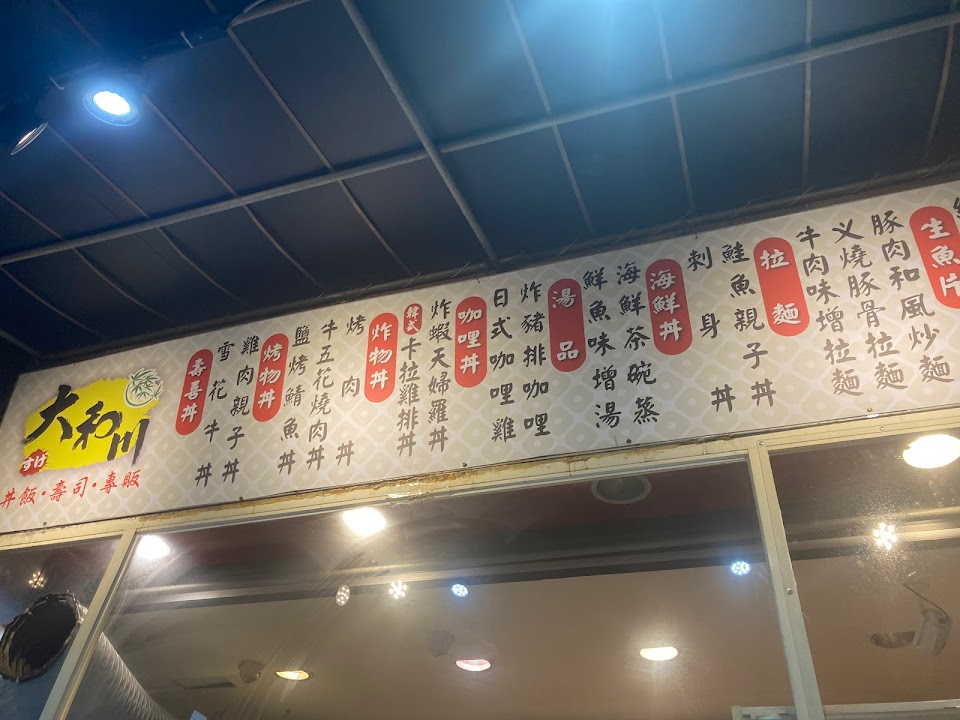 大和川
丼飯・壽司・專販
壽喜丼
雪花牛丼
雞肉親子丼
烤物丼
鹽烤鯖魚丼
牛五花燒肉丼
烤肉丼
炸物丼
韓式卡拉雞排丼
炸蝦天婦羅丼
咖哩丼
日式咖哩雞
炸豬排咖哩
湯品
鮮魚味增湯
海鮮茶碗蒸
海鮮丼
刺身丼
鮭魚親子丼
拉麵
牛肉味增拉麵
义燒豚骨拉麵
豚肉和風炒麵
生魚片